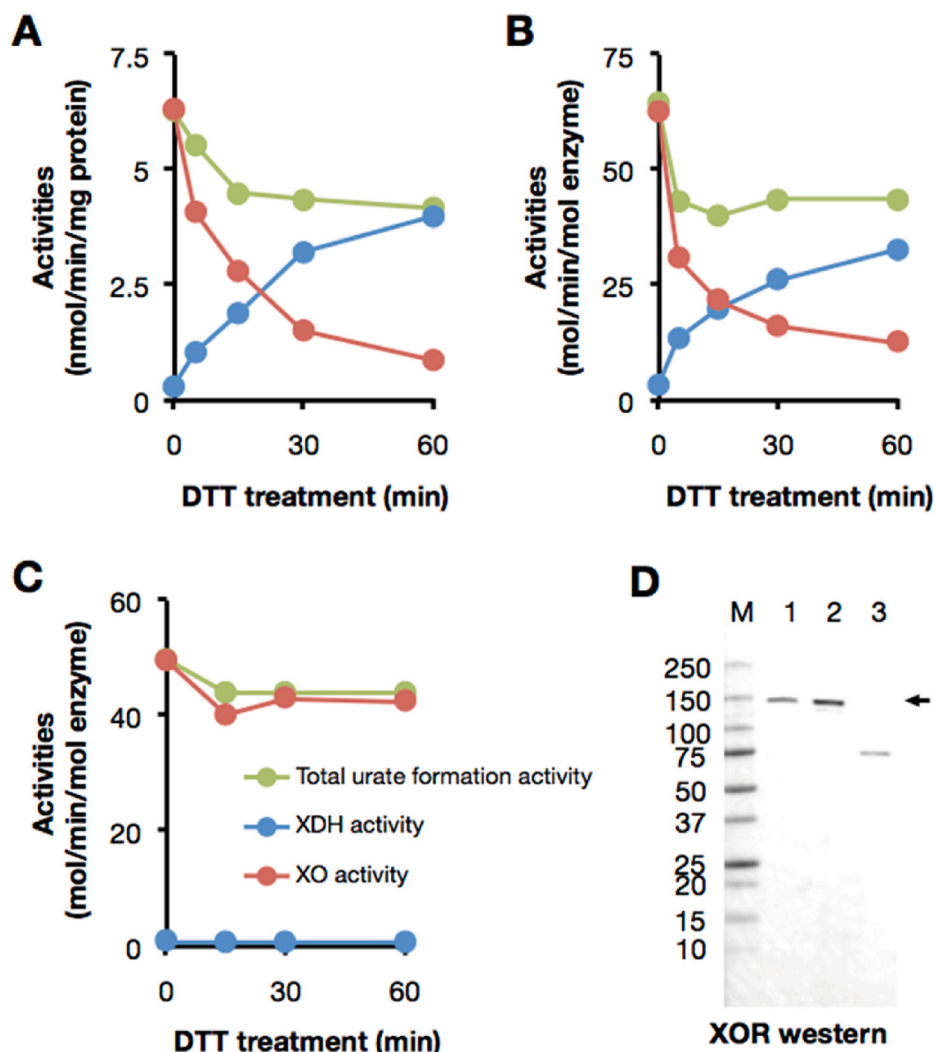 A
Activities
(nmol/min/mg protein)
7.5
5
2.5
0
0 30 60
DTT treatment (min)
B
Activities
(mol/min/mol enzyme)
75
50
25
0
0 30 60
DTT treatment (min)
C
Activities
(mol/min/mol enzyme)
60
40
20
0
Total urate formation activity
XDH activity
XO activity
0 30 60
DTT treatment (min)
D
M 1 2 3
250
150
100
75
50
37
25
20
15
10
XOR western